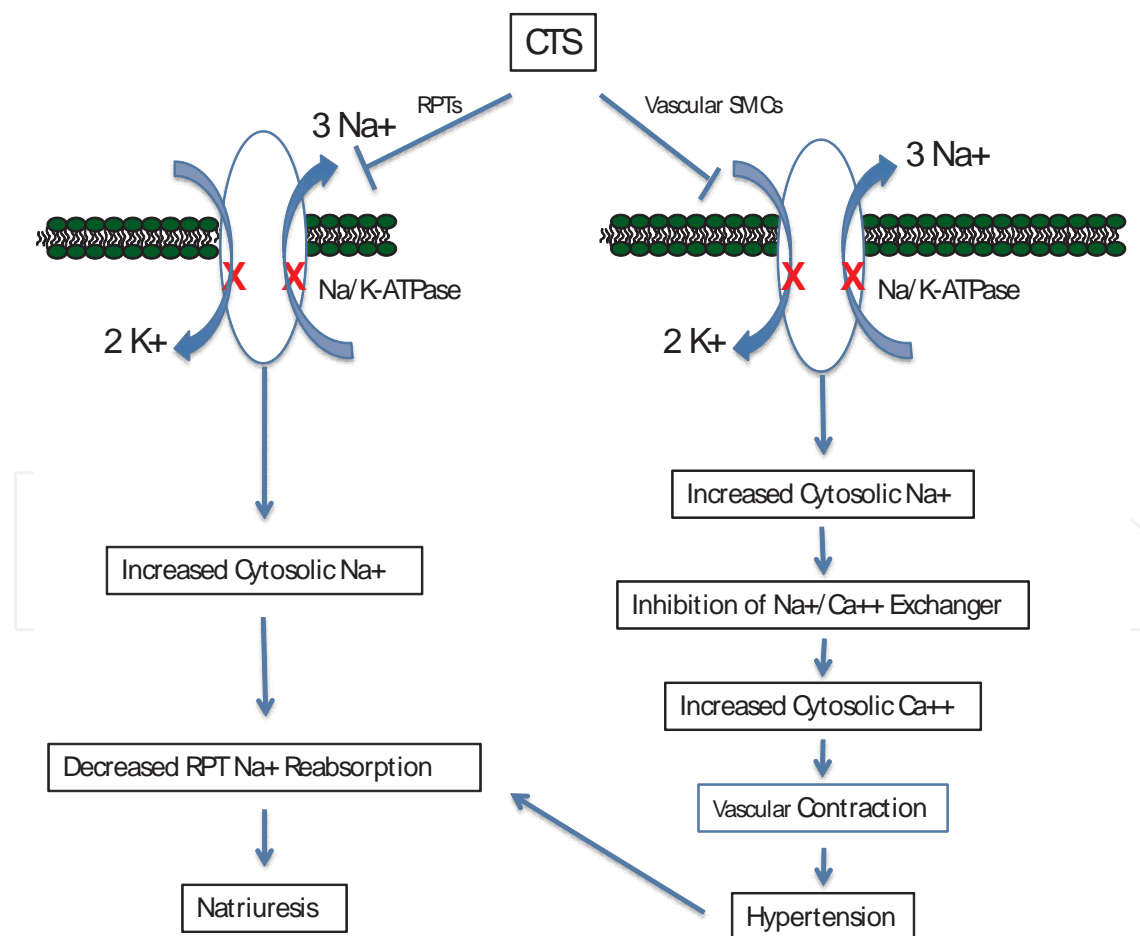 CTS
RPTs
Vascular SMCs
3 Na+
3 Na+
X X
X X
Na/K-ATPase
Na/K-ATPase
2 K+
2 K+
Increased Cytosolic Na+
Increased Cytosolic Na+
Inhibition of Na+/Ca++ Exchanger
Increased Cytosolic Ca++
Decreased RPT Na+ Reabsorption
Vascular Contraction
Natriuresis
Hypertension